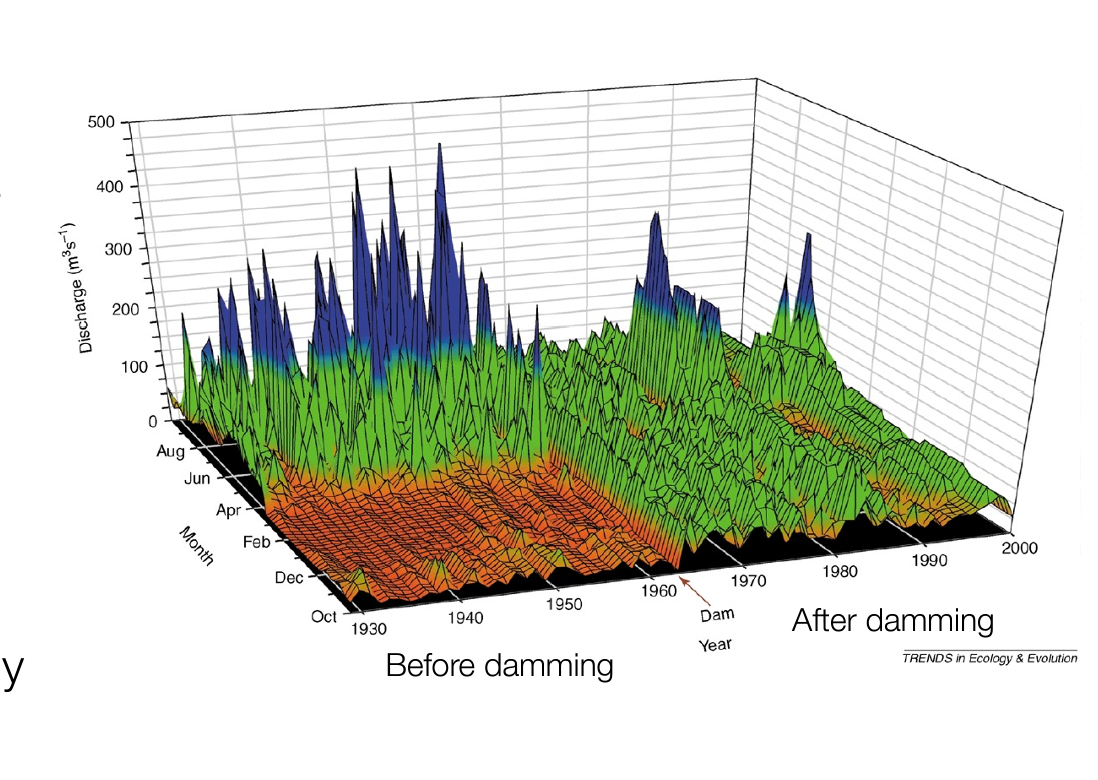 500
400
300
200
100
0
Discharge (m³s⁻¹)
Aug
Jun
Apr
Feb
Dec
Oct
Month
1930
1940
1950
1960
1970
1980
1990
2000
Dam
Year
Before damming
After damming
TRENDS in Ecology & Evolution
y